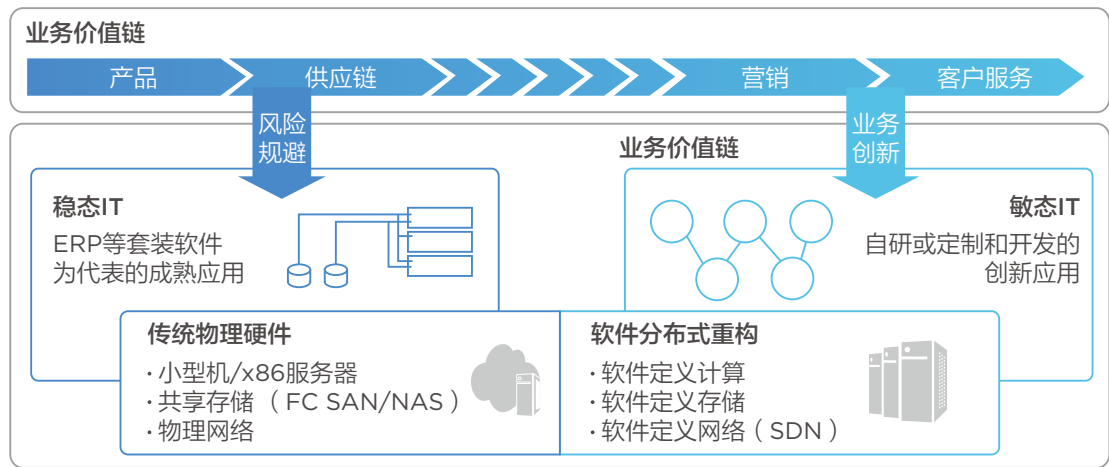 业务价值链
产品
供应链
营销
客户服务
风险
规避
业务
创新
业务价值链
稳态IT
ERP等套装软件
为代表的成熟应用
敏态IT
自研或定制和开发的
创新应用
传统物理硬件
·小型机/x86服务器
·共享存储（FC SAN/NAS）
·物理网络
软件分布式重构
·软件定义计算
·软件定义存储
·软件定义网络（SDN）